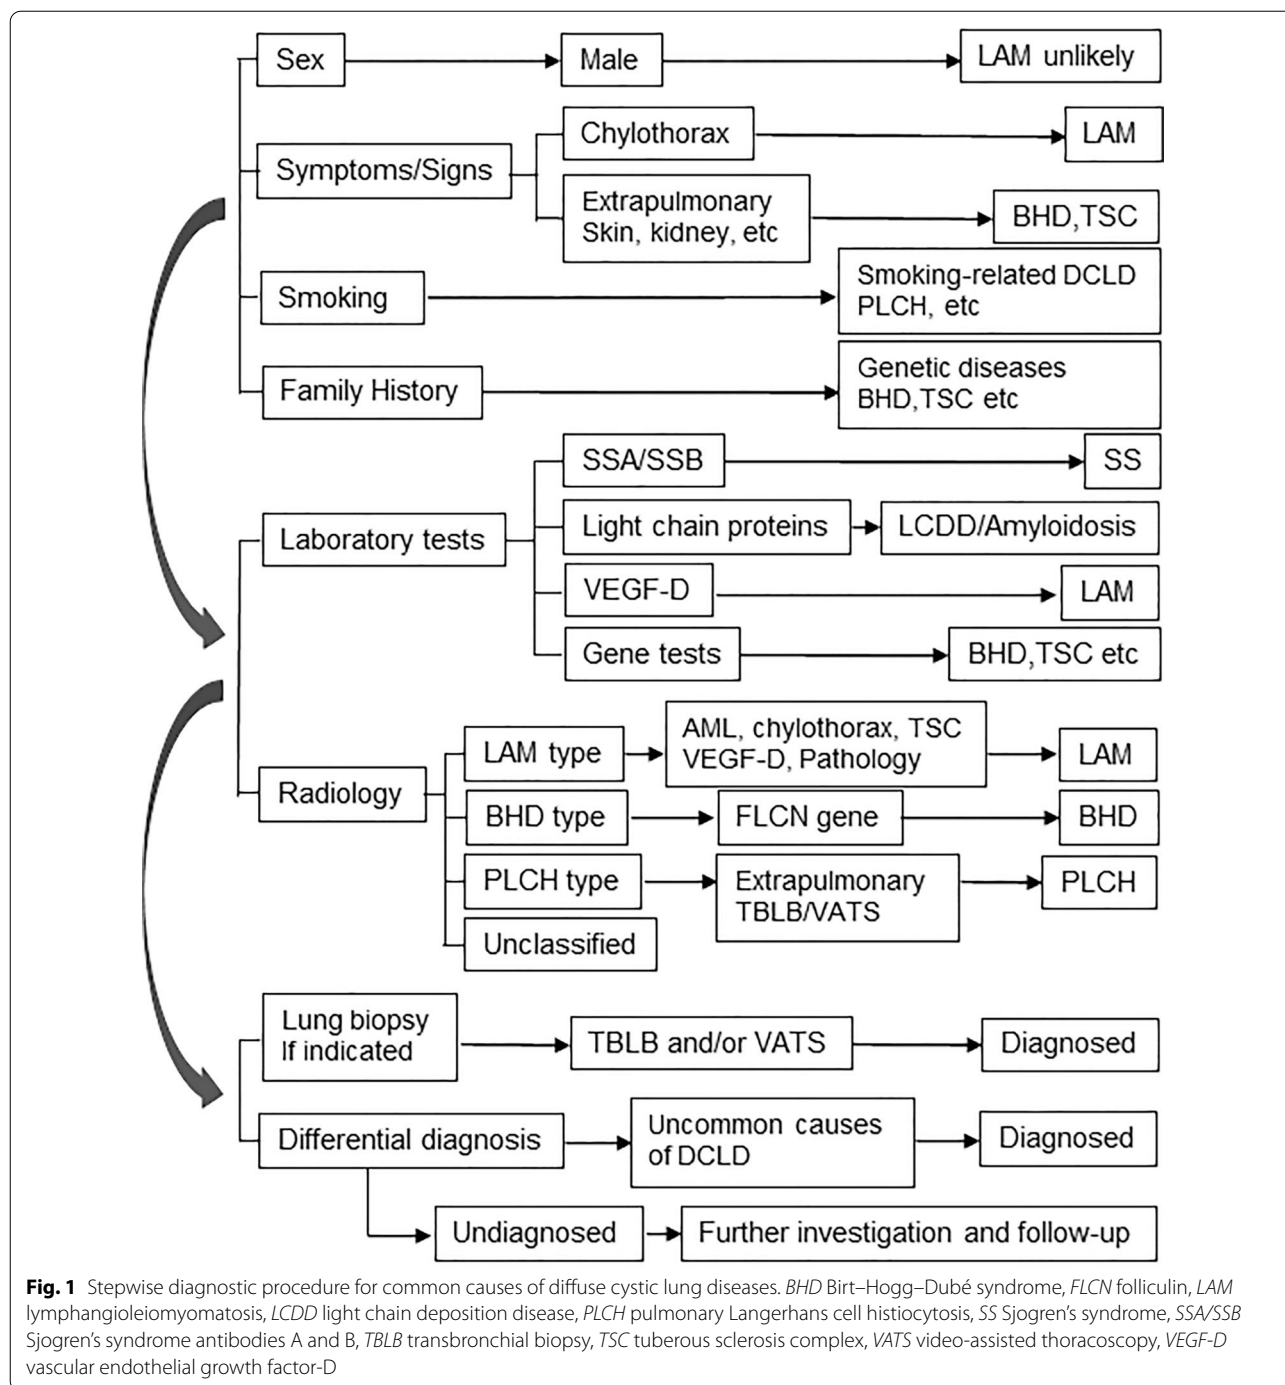 Sex
Male
LAM unlikely
Symptoms/Signs
Chylothorax
LAM
Extrapulmonary
Skin, kidney, etc
BHD,TSC
Smoking
Smoking-related DCLD
PLCH, etc
Family History
Genetic diseases
BHD,TSC etc
Laboratory tests
SSA/SSB
SS
Light chain proteins
LCDD/Amyloidosis
VEGF-D
LAM
Gene tests
BHD,TSC etc
Radiology
LAM type
AML, chylothorax, TSC
VEGF-D, Pathology
LAM
BHD type
FLCN gene
BHD
PLCH type
Extrapulmonary
TBLB/VATS
PLCH
Unclassified
Lung biopsy
If indicated
TBLB and/or VATS
Diagnosed
Differential diagnosis
Uncommon causes
of DCLD
Diagnosed
Undiagnosed
Further investigation and follow-up
Fig. 1 Stepwise diagnostic procedure for common causes of diffuse cystic lung diseases. BHD Birt–Hogg–Dubé syndrome, FLCN folliculin, LAM
lymphangioleiomyomatosis, LCDD light chain deposition disease, PLCH pulmonary Langerhans cell histiocytosis, SS Sjogren's syndrome, SSA/SSB
Sjogren's syndrome antibodies A and B, TBLB transbronchial biopsy, TSC tuberous sclerosis complex, VATS video-assisted thoracoscopy, VEGF-D
vascular endothelial growth factor-D